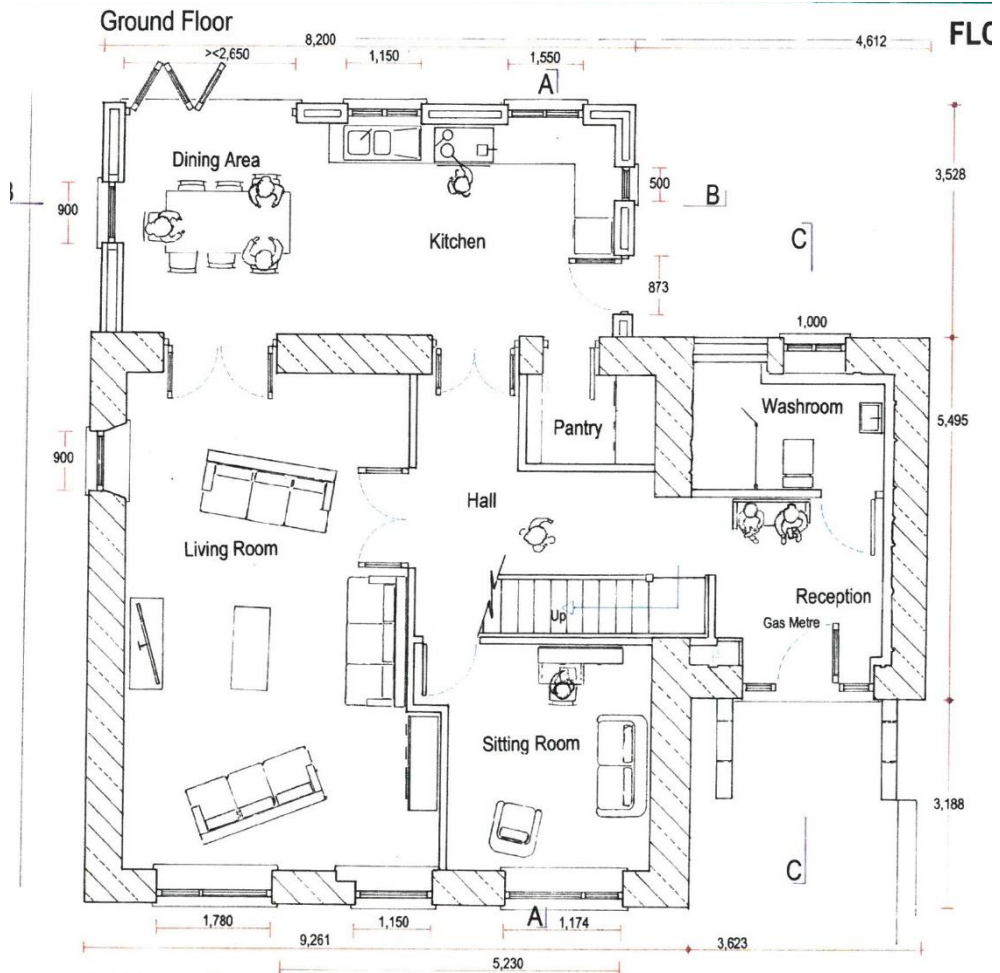 Ground Floor
FLO
8,200
4,612
><2,650
1,150
1,550
A
Dining Area
3,528
500
B
900
Kitchen
C
873
1,000
Washroom
5,495
Pantry
900
Hall
Living Room
Reception
Up
Gas Metre
Sitting Room
3,188
C
A
1,780
1,150
1,174
9,261
3,623
5,230